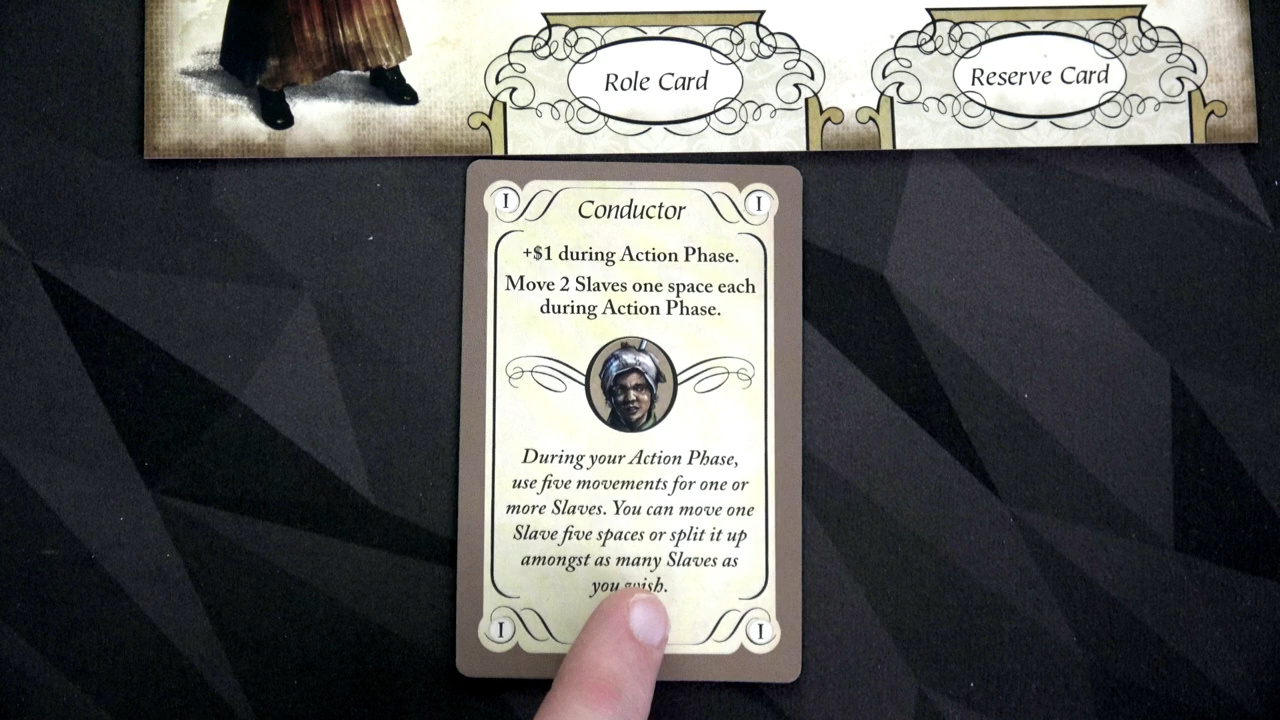 Role Card
Reserve Card
I
I
Conductor
+$1 during Action Phase.
Move 2 Slaves one space each
during Action Phase.
During your Action Phase,
use five movements for one or
more Slaves. You can move one
Slave five spaces or split it up
amongst as many Slaves as
you wish.
I
I